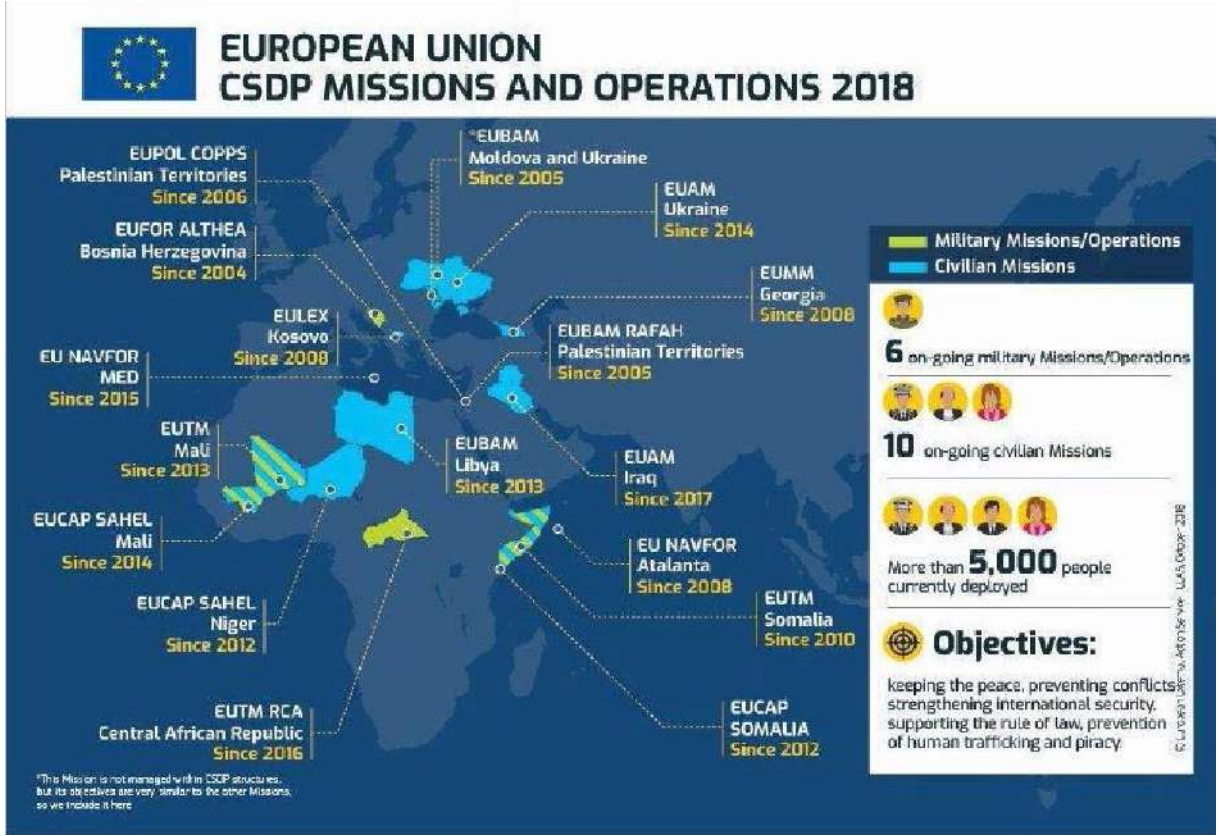 EUROPEAN UNION
CSDP MISSIONS AND OPERATIONS 2018
EUPOL COPPS
Palestinian Territories
Since 2006
*EUBAM
Moldova and Ukraine
Since 2005
EUAM
Ukraine
Since 2014
EUFOR ALTHEA
Bosnia Herzegovina
Since 2004
EUMM
Georgia
Since 2008
EULEX
Kosovo
Since 2008
EUBAM RAFAH
Palestinian Territories
Since 2005
EU NAVFOR
MED
Since 2015
EUTM
Mali
Since 2013
EUBAM
Libya
Since 2013
EUAM
Iraq
Since 2017
EUCAP SAHEL
Mali
Since 2014
EU NAVFOR
Atalanta
Since 2008
EUCAP SAHEL
Niger
Since 2012
EUTM
Somalia
Since 2010
EUTM RCA
Central African Republic
Since 2016
EUCAP
SOMALIA
Since 2012
*This Mission is not managed within CSDP structures,
but its objectives are very similar to the other Missions,
so we include it here
Military Missions/Operations
Civilian Missions
6 on-going military Missions/Operations
10 on-going civilian Missions
More than 5,000 people
currently deployed
Objectives:
keeping the peace, preventing conflicts,
strengthening international security,
supporting the rule of law, prevention
of human trafficking and piracy.
Action Service
October 2018